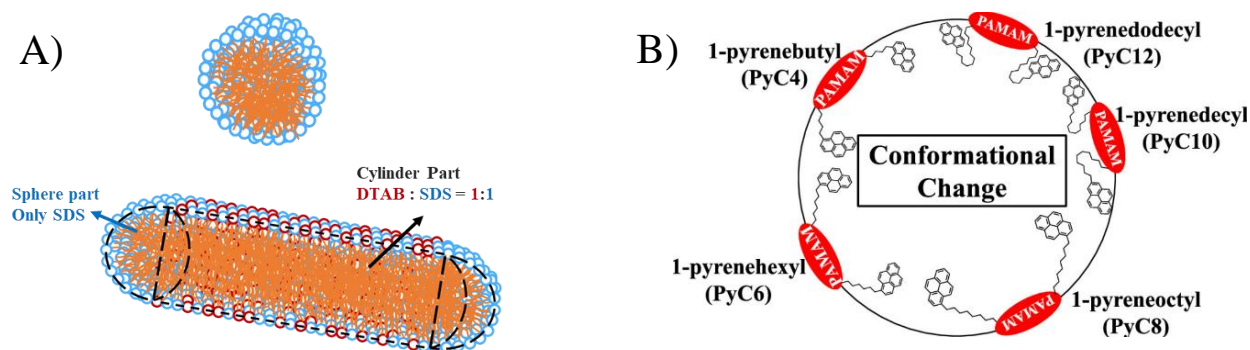 A)
Sphere part
Only SDS
Cylinder Part
DTAB : SDS = 1:1
B)
1-pyrenebutyl
(PyC4)
PAMAM
PAMAM
1-pyrenedodecyl
(PyC12)
PAMAM
1-pyrenedecyl
(PyC10)
Conformational
Change
1-pyrenehexyl
(PyC6)
PAMAM
PAMAM
1-pyreneoctyl
(PyC8)